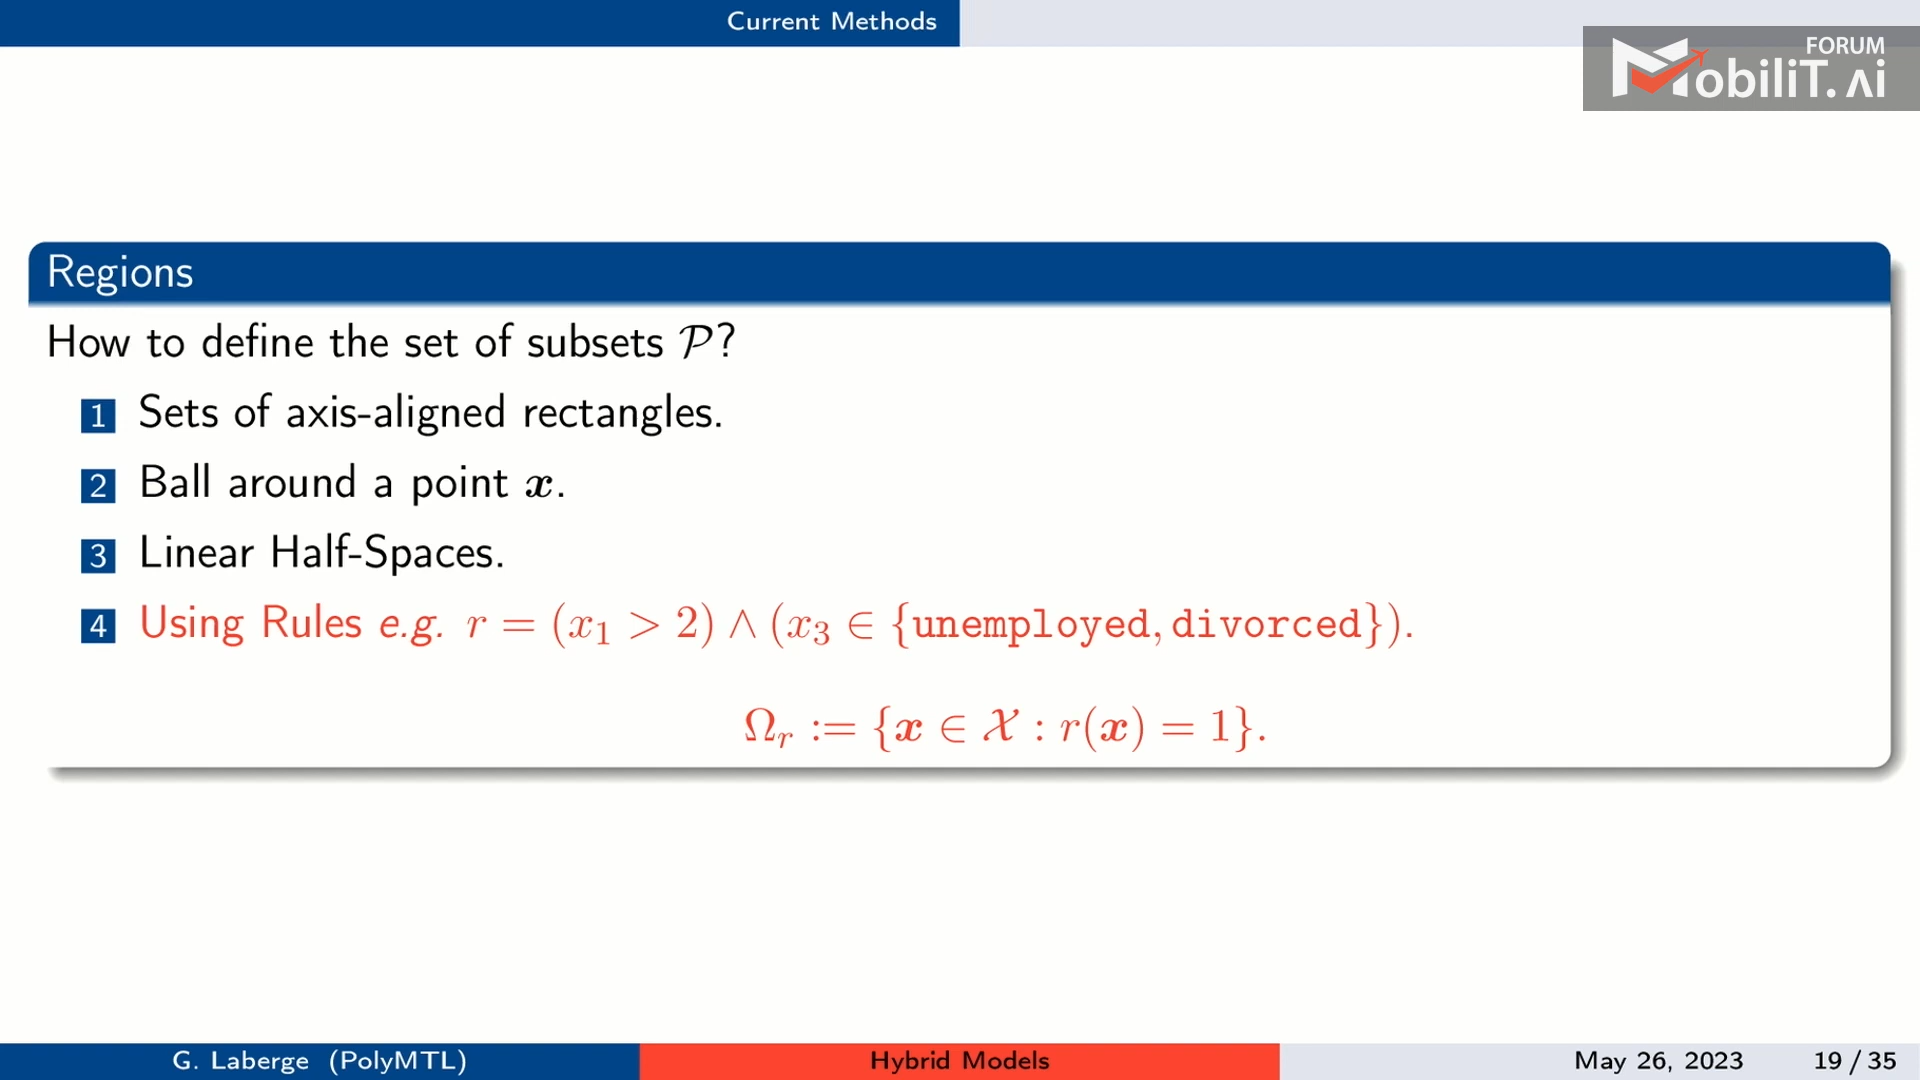 Current Methods
FORUM
MobiliT.Ai
Regions
How to define the set of subsets 𝒫?
1 Sets of axis-aligned rectangles.
2 Ball around a point 𝒙.
3 Linear Half-Spaces.
4 Using Rules e.g. r = (x₁ > 2) ∧ (x₃ ∈ {unemployed, divorced}).
Ωᵣ := {𝒙 ∈ 𝒳 : r(𝒙) = 1}.
G. Laberge (PolyMTL) Hybrid Models May 26, 2023 19 / 35